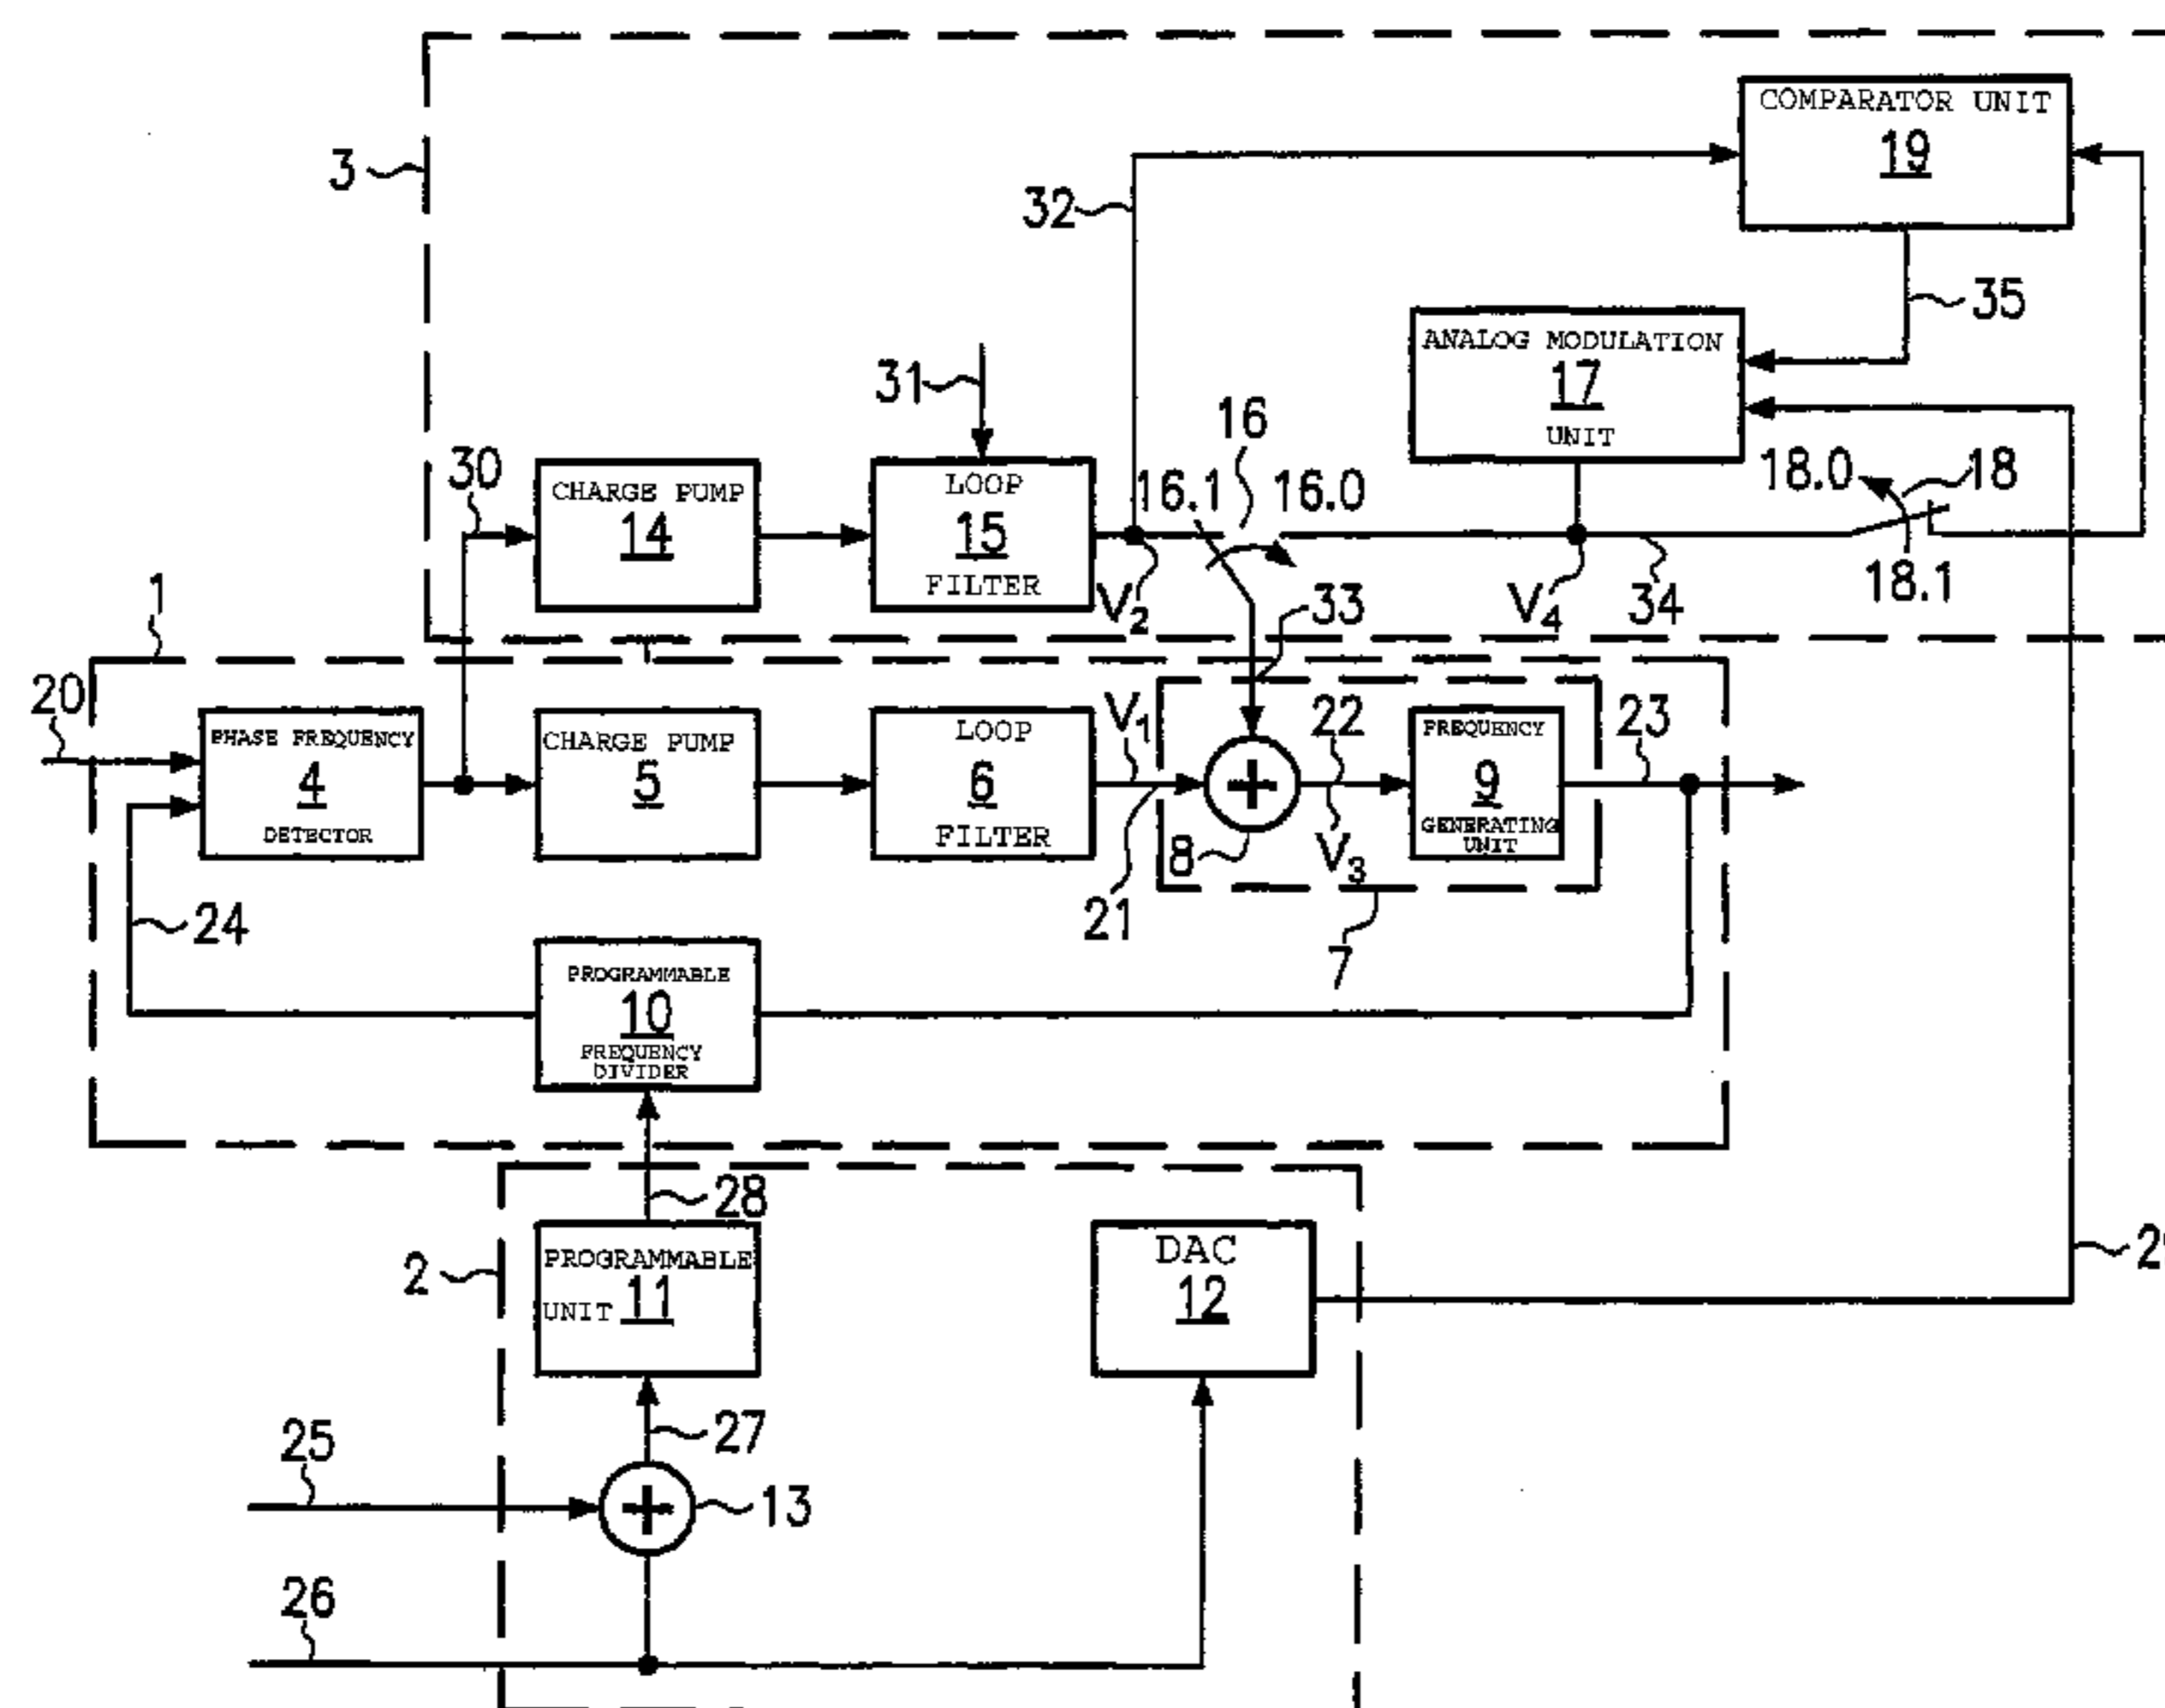 COMPARATOR UNIT
19
3
32
35
ANALOG MODULATION
17
UNIT
31
16
30
16.1
16.0
18.0
18
CHARGE PUMP
14
LOOP
15
FILTER
18.1
V2
33
V4
34
1
20
PHASE FREQUENCY
4
DETECTOR
CHARGE PUMP
5
LOOP
6
FILTER
V1
22
FREQUENCY
9
GENERATING
UNIT
23
8
V3
21
7
24
PROGRAMMABLE
10
FREQUENCY
DIVIDER
28
2
PROGRAMMABLE
UNIT 11
DAC
12
27
25
13
26